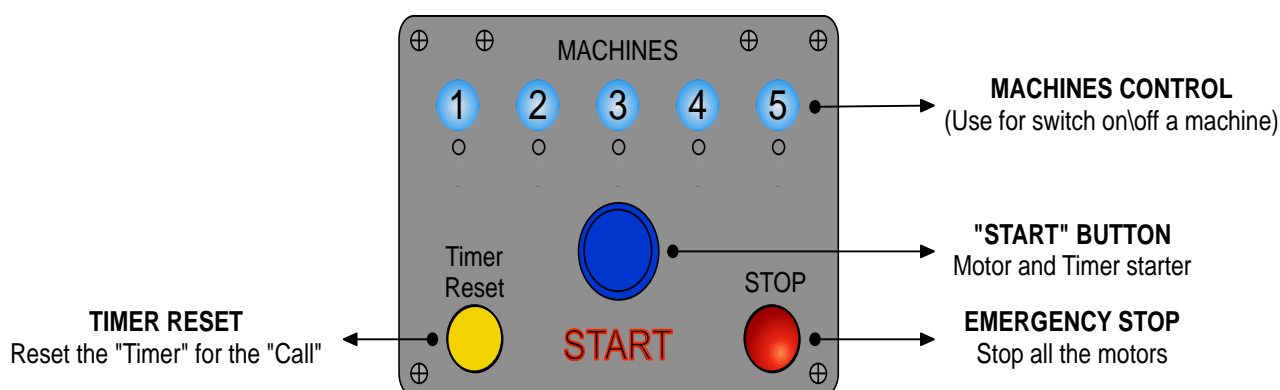 MACHINES
1 2 3 4 5
MACHINES CONTROL
(Use for switch on\off a machine)
"START" BUTTON
Motor and Timer starter
Timer
Reset
STOP
TIMER RESET
Reset the "Timer" for the "Call"
START
EMERGENCY STOP
Stop all the motors